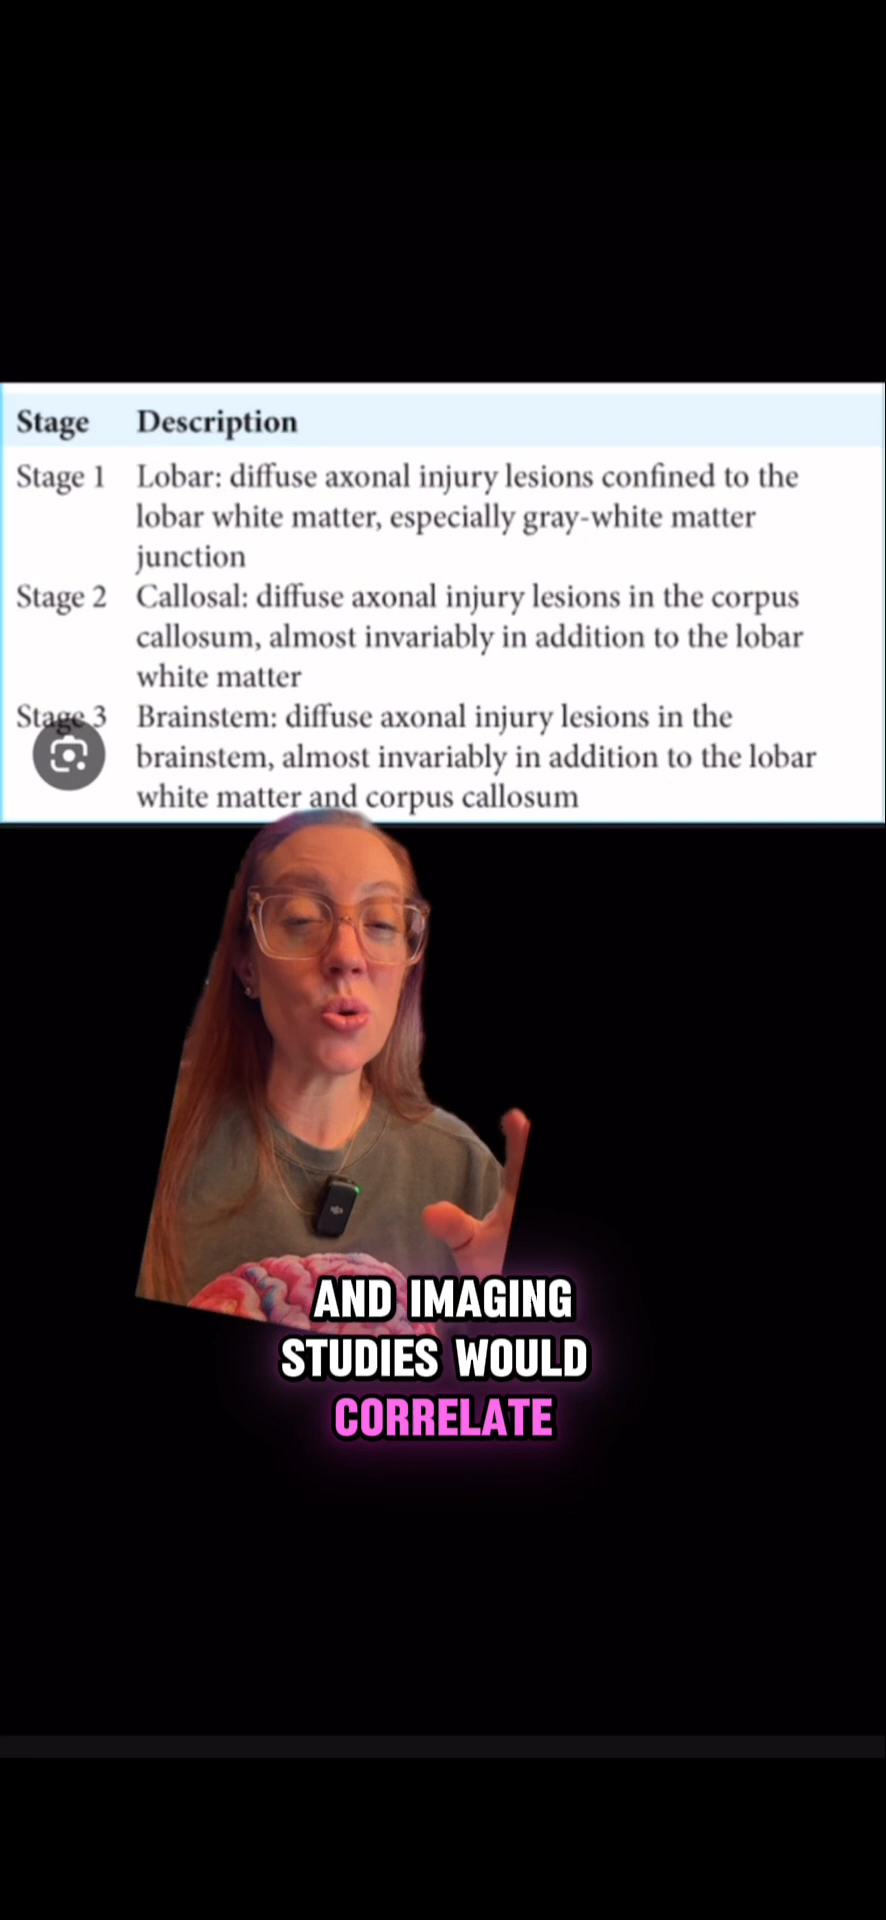 Stage Description
Stage 1 Lobar: diffuse axonal injury lesions confined to the
lobar white matter, especially gray-white matter
junction
Stage 2 Callosal: diffuse axonal injury lesions in the corpus
callosum, almost invariably in addition to the lobar
white matter
Stage 3 Brainstem: diffuse axonal injury lesions in the
brainstem, almost invariably in addition to the lobar
white matter and corpus callosum
AND IMAGING
STUDIES WOULD
CORRELATE